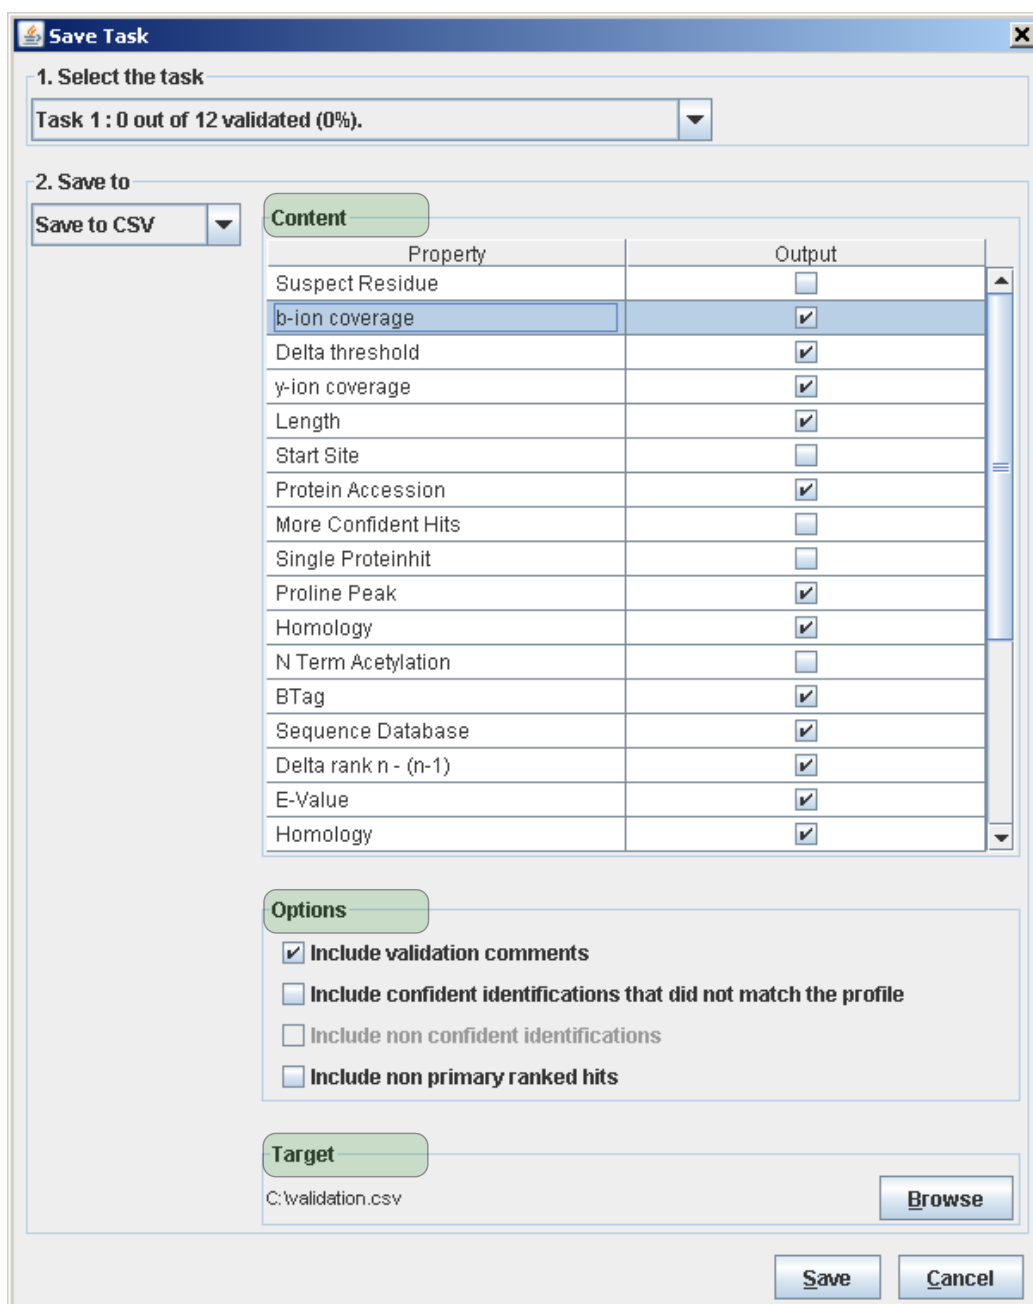 Save Task
1. Select the task
Task 1 : 0 out of 12 validated (0%).
2. Save to
Save to CSV
Content
Property Output
Suspect Residue
b-ion coverage
Delta threshold
y-ion coverage
Length
Start Site
Protein Accession
More Confident Hits
Single Proteinhit
Proline Peak
Homology
N Term Acetylation
BTag
Sequence Database
Delta rank n - (n-1)
E-Value
Homology
Options
Include validation comments
Include confident identifications that did not match the profile
Include non confident identifications
Include non primary ranked hits
Target
C:\validation.csv
Browse
Save Cancel